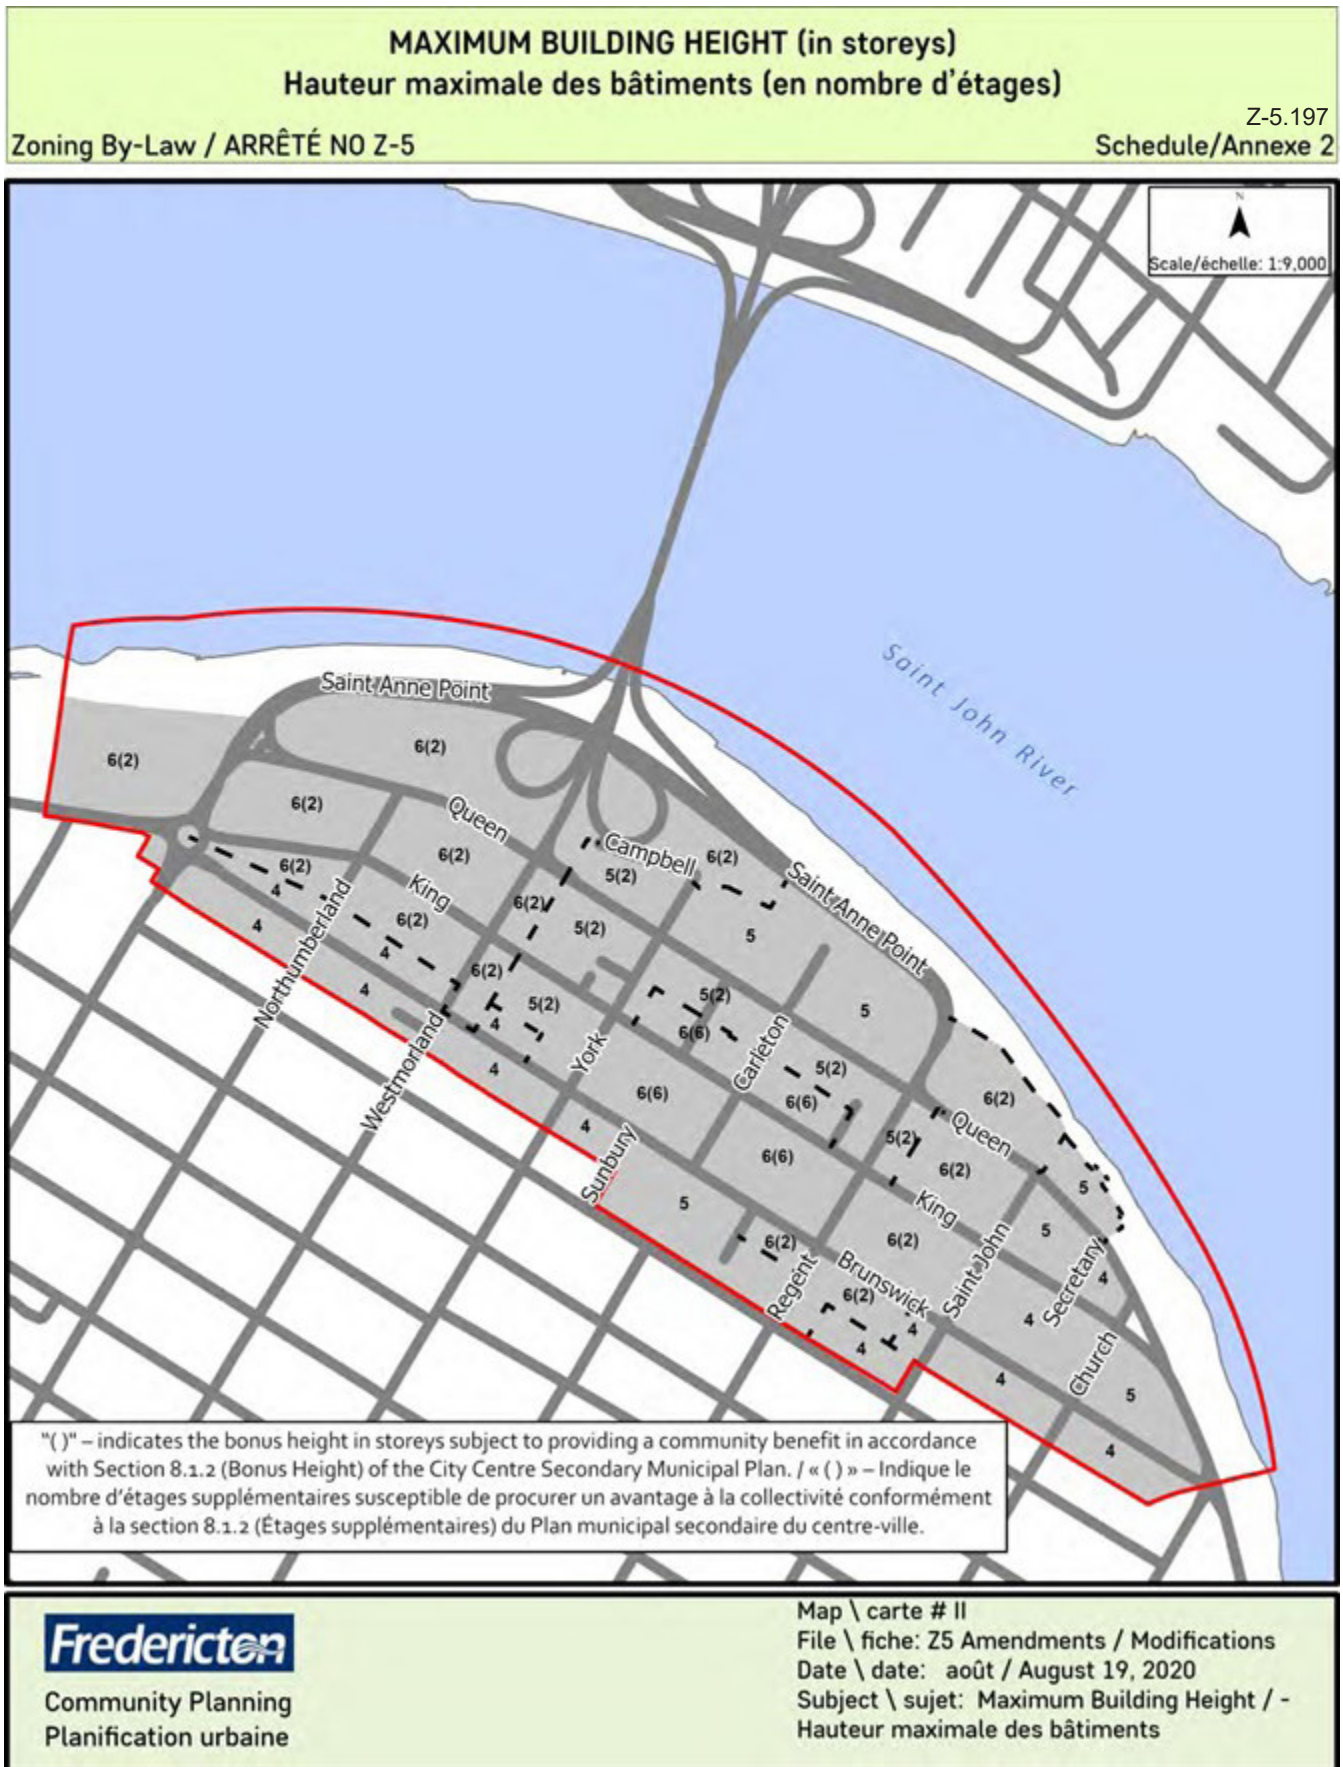 MAXIMUM BUILDING HEIGHT (in storeys)
Hauteur maximale des bâtiments (en nombre d'étages)
Z-5.197
Zoning By-Law / ARRÊTÉ NO Z-5
Schedule/Annexe 2
N
Scale/échelle: 1:9,000
Saint John River
Saint Anne Point
6(2)
6(2)
6(2)
Queen
6(2)
Campbell
6(2)
5(2)
Saint Anne Point
6(2)
4
King
6(2)
5(2)
5
4
Northumberland
6(2)
4
6(2)
5(2)
4
5(2)
6(6)
5
4
Westmorland
York
Carleton
5(2)
4
6(6)
6(6)
6(2)
4
Sunbury
6(6)
5(2)
Queen
6(2)
5
5
King
5
6(2)
6(2)
Regent
Brunswick
Saint John
Secretary
4
6(2)
4
4
4
Church
4
5
4
"( )" – indicates the bonus height in storeys subject to providing a community benefit in accordance
with Section 8.1.2 (Bonus Height) of the City Centre Secondary Municipal Plan. / « ( ) » – Indique le
nombre d'étages supplémentaires susceptible de procurer un avantage à la collectivité conformément
à la section 8.1.2 (Étages supplémentaires) du Plan municipal secondaire du centre-ville.
Fredericton
Community Planning
Planification urbaine
Map \ carte # II
File \ fiche: Z5 Amendments / Modifications
Date \ date: août / August 19, 2020
Subject \ sujet: Maximum Building Height / -
Hauteur maximale des bâtiments